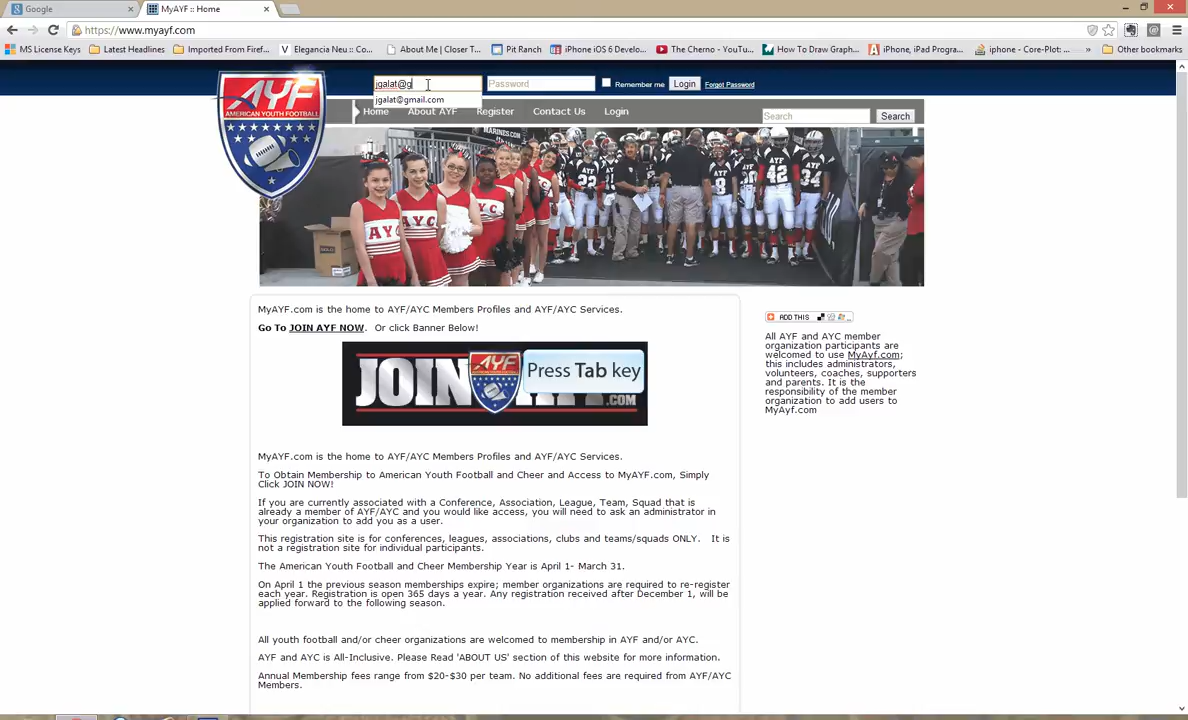 Google
MyAYF :: Home
https://www.myayf.com
MS License Keys
Latest Headlines
Imported From Firef...
Elegancia Neu :: Co...
About Me | Closer T...
Pit Ranch
iPhone iOS 6 Develo...
The Cherno - YouTu...
How To Draw Graph...
iPhone, iPad Progra...
iphone - Core-Plot: ...
Other bookmarks
jgalat@g
Password
Remember me
Login
Forgot Password
jgalat@gmail.com
Home
About AYF
Register
Contact Us
Login
Search
Search
AYF
AMERICAN YOUTH FOOTBALL
MARINES.COM
AYC
AYC
22
8
42
34
MyAYF.com is the home to AYF/AYC Members Profiles and AYF/AYC Services.
Go To JOIN AYF NOW. Or click Banner Below!
JOIN
AYF
Press Tab key
.COM
ADD THIS
All AYF and AYC member
organization participants are
welcomed to use MyAyf.com;
this includes administrators,
volunteers, coaches, supporters
and parents. It is the
responsibility of the member
organization to add users to
MyAyf.com
MyAYF.com is the home to AYF/AYC Members Profiles and AYF/AYC Services.
To Obtain Membership to American Youth Football and Cheer and Access to MyAYF.com, Simply
Click JOIN NOW!
If you are currently associated with a Conference, Association, League, Team, Squad that is
already a member of AYF/AYC and you would like access, you will need to ask an administrator in
your organization to add you as a user.
This registration site is for conferences, leagues, associations, clubs and teams/squads ONLY. It is
not a registration site for individual participants.
The American Youth Football and Cheer Membership Year is April 1- March 31.
On April 1 the previous season memberships expire; member organizations are required to re-register
each year. Registration is open 365 days a year. Any registration received after December 1, will be
applied forward to the following season.
All youth football and/or cheer organizations are welcomed to membership in AYF and/or AYC.
AYF and AYC is All-Inclusive. Please Read 'ABOUT US' section of this website for more information.
Annual Membership fees range from $20-$30 per team. No additional fees are required from AYF/AYC
Members.